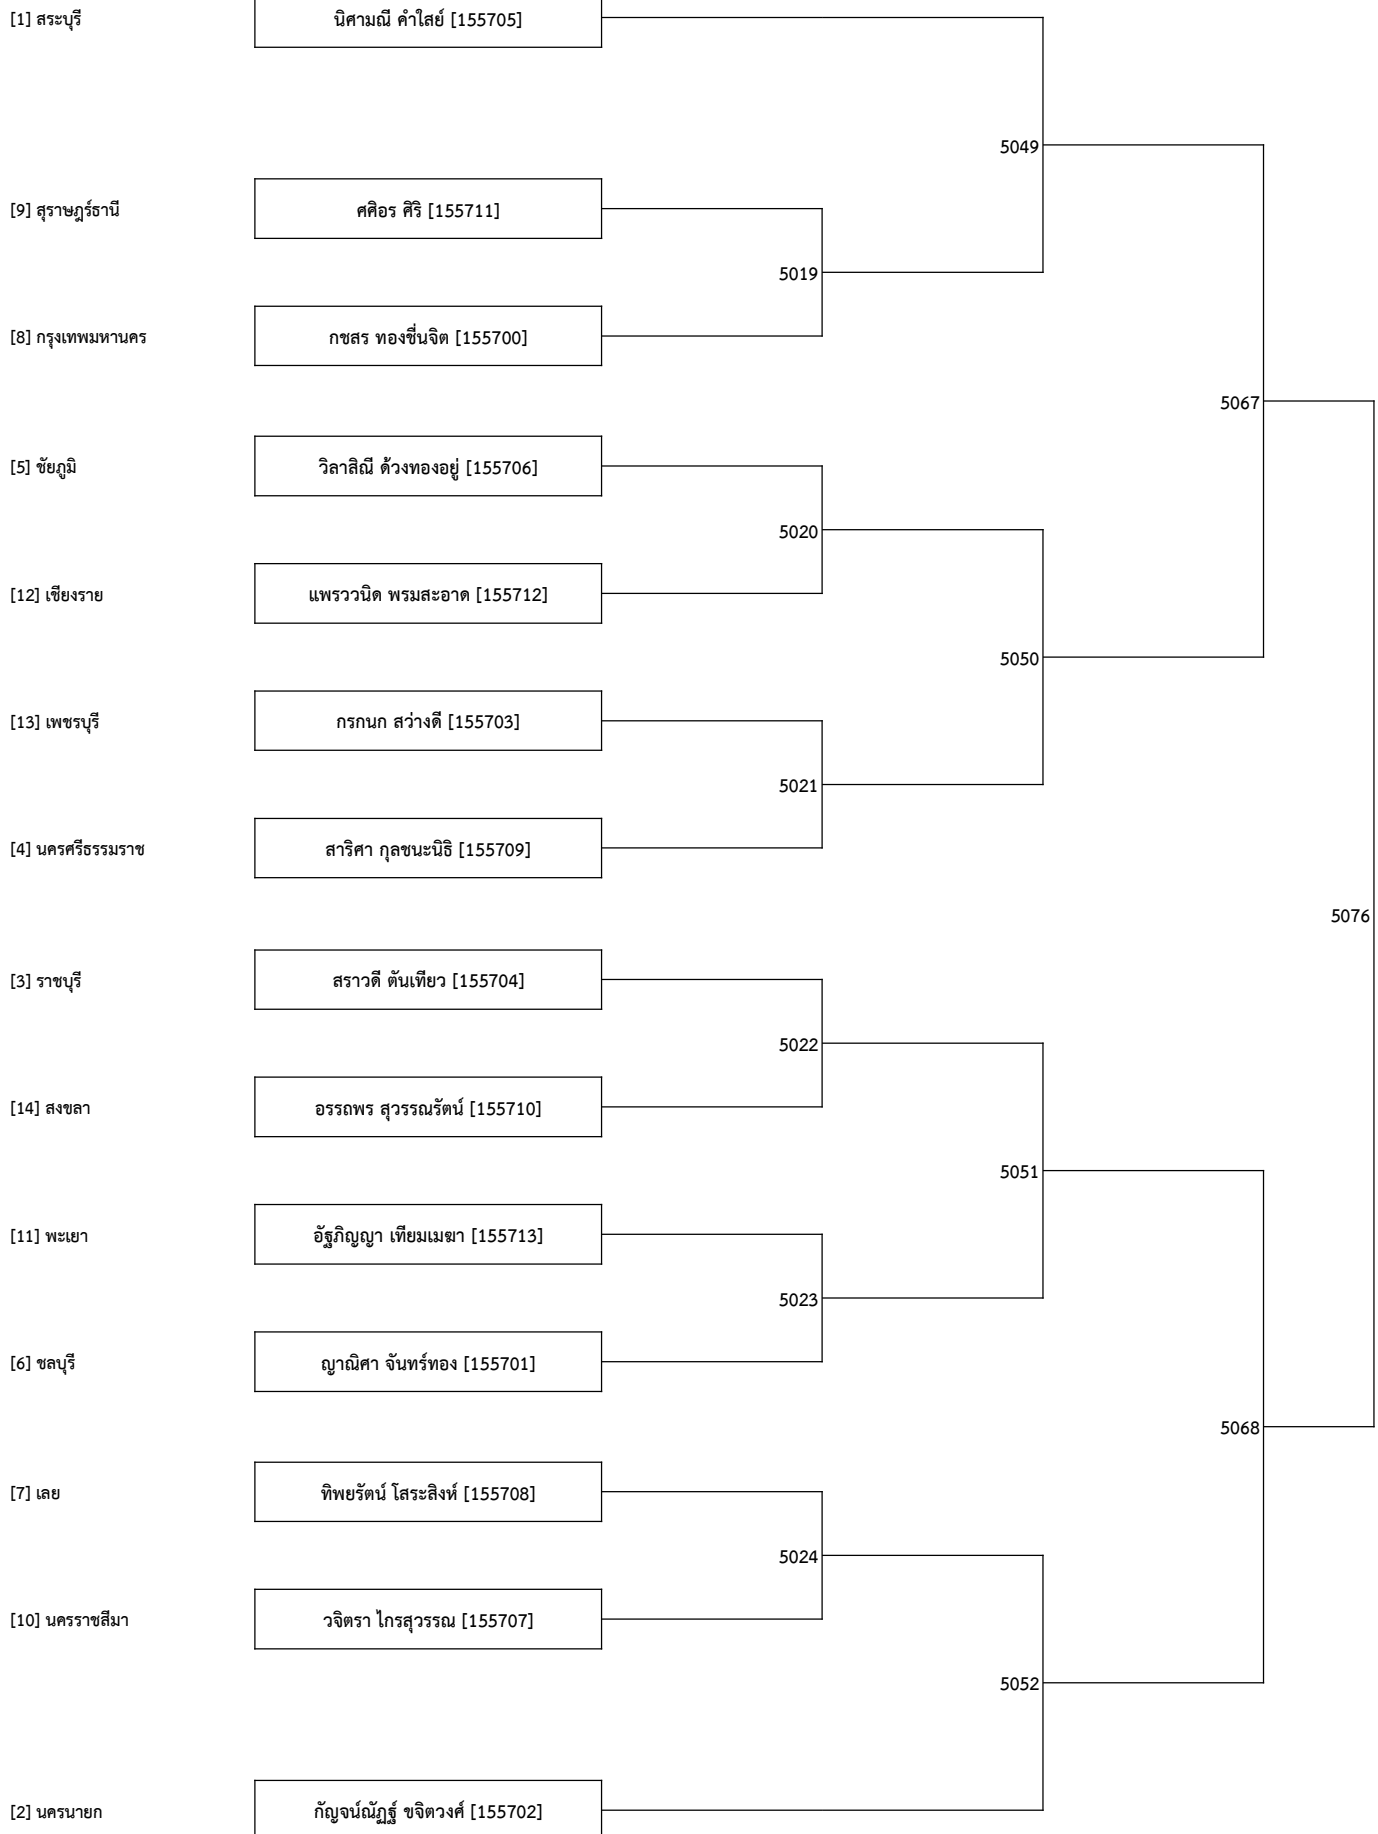 [1] สระบุรี
นิศามณี คำใสย์ [155705]
5049
[9] สุราษฎร์ธานี
ศศิอร ศิริ [155711]
5019
[8] กรุงเทพมหานคร
กชสร ทองชื่นจิต [155700]
5067
[5] ชัยภูมิ
วิลาสิณี ด้วงทองอยู่ [155706]
5020
[12] เชียงราย
แพรววนิด พรมสะอาด [155712]
5050
[13] เพชรบุรี
กรกนก สว่างดี [155703]
5021
[4] นครศรีธรรมราช
สาริศา กุลชนะนิธิ [155709]
5076
[3] ราชบุรี
สราวดี ตันเทียว [155704]
5022
[14] สงขลา
อรรถพร สุวรรณรัตน์ [155710]
5051
[11] พะเยา
อัฐภิญญา เทียมเมฆา [155713]
5023
[6] ชลบุรี
ญาณิศา จันทร์ทอง [155701]
5068
[7] เลย
ทิพยรัตน์ โสระสิงห์ [155708]
5024
[10] นครราชสีมา
วจิตรา ไกรสุวรรณ [155707]
5052
[2] นครนายก
กัญจน์ณัฏฐ์ ขจิตวงศ์ [155702]